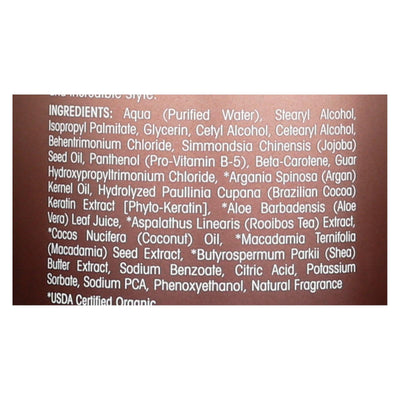 and Incredible Style.
INGREDIENTS: Aqua (Purified Water), Stearyl Alcohol,
Isopropyl Palmitate, Glycerin, Cetyl Alcohol, Cetearyl Alcohol,
Behentrimonium Chloride, Simmondsia Chinensis (Jojoba)
Seed Oil, Panthenol (Pro-Vitamin B-5), Beta-Carotene, Guar
Hydroxypropyltrimonium Chloride, *Argania Spinosa (Argan)
Kernel Oil, Hydrolyzed Paullinia Cupana (Brazilian Cocoa)
Keratin Extract [Phyto-Keratin], *Aloe Barbadensis (Aloe
Vera) Leaf Juice, *Aspalathus Linearis (Rooibos Tea) Extract,
*Cocos Nucifera (Coconut) Oil, *Macadamia Ternifolia
(Macadamia) Seed Extract, *Butyrospermum Parkii (Shea)
Butter Extract, Sodium Benzoate, Citric Acid, Potassium
Sorbate, Sodium PCA, Phenoxyethanol, Natural Fragrance
*USDA Certified Organic